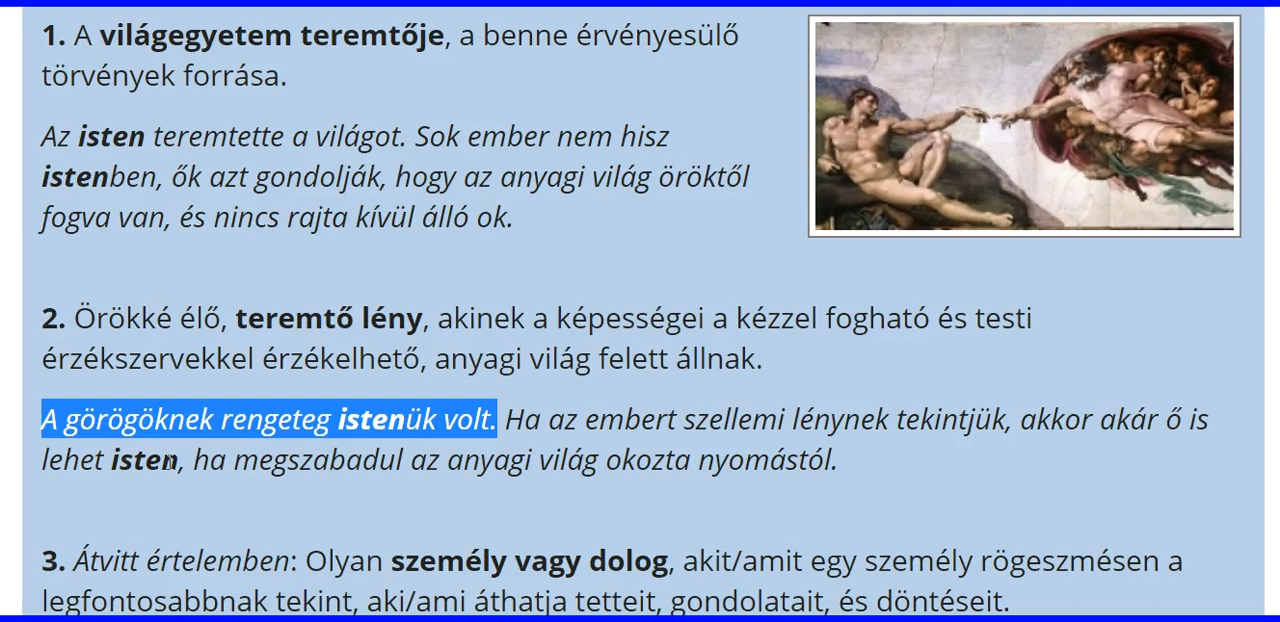 1. A világegyetem teremtője, a benne érvényesülő
törvények forrása.
Az isten teremtette a világot. Sok ember nem hisz
istenben, ők azt gondolják, hogy az anyagi világ öröktől
fogva van, és nincs rajta kívül álló ok.
2. Örökké élő, teremtő lény, akinek a képességei a kézzel fogható és testi
érzékszervekkel érzékelhető, anyagi világ felett állnak.
A görögöknek rengeteg istenük volt. Ha az embert szellemi lénynek tekintjük, akkor akár ő is
lehet isten, ha megszabadul az anyagi világ okozta nyomástól.
3. Átvitt értelemben: Olyan személy vagy dolog, akit/amit egy személy rögeszmésen a
legfontosabbnak tekint, aki/ami áthatja tetteit, gondolatait, és döntéseit.